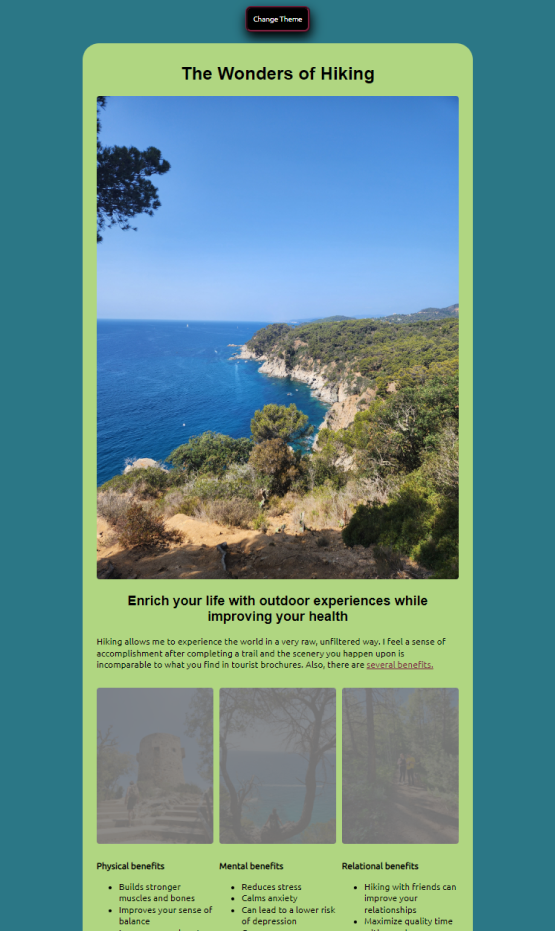 Change Theme
The Wonders of Hiking
Enrich your life with outdoor experiences while
improving your health
Hiking allows me to experience the world in a very raw, unfiltered way. I feel a sense of
accomplishment after completing a trail and the scenery you happen upon is
incomparable to what you find in tourist brochures. Also, there are several benefits.
Physical benefits
Builds stronger
muscles and bones
Improves your sense of
balance
Mental benefits
Reduces stress
Calms anxiety
Can lead to a lower risk
of depression
Relational benefits
Hiking with friends can
improve your
relationships
Maximize quality time